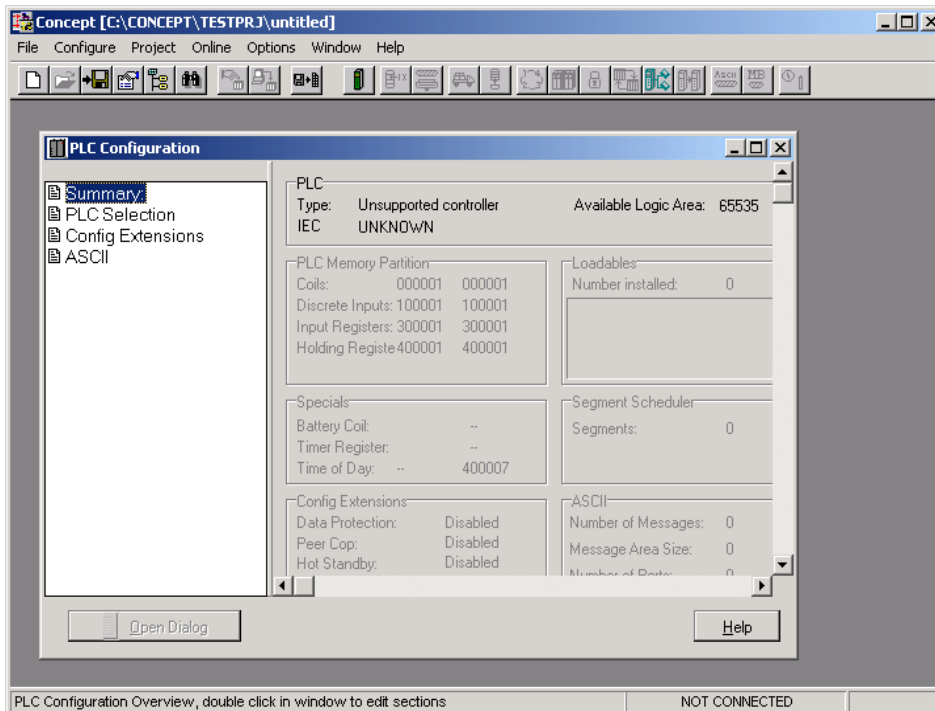 Concept [C:\CONCEPT\TESTPRJ\untitled]
File Configure Project Online Options Window Help
PLC Configuration
Summary:
PLC Selection
Config Extensions
ASCII
PLC
Type: Unsupported controller Available Logic Area: 65535
IEC UNKNOWN
PLC Memory Partition
Coils: 000001 000001
Discrete Inputs: 100001 100001
Input Registers: 300001 300001
Holding Registe 400001 400001
Loadables
Number installed: 0
Specials
Battery Coil: --
Timer Register: --
Time of Day: -- 400007
Segment Scheduler
Segments: 0
Config Extensions
Data Protection: Disabled
Peer Cop: Disabled
Hot Standby: Disabled
ASCII
Number of Messages: 0
Message Area Size: 0
Number of Ports: 0
Open Dialog
Help
PLC Configuration Overview, double click in window to edit sections NOT CONNECTED